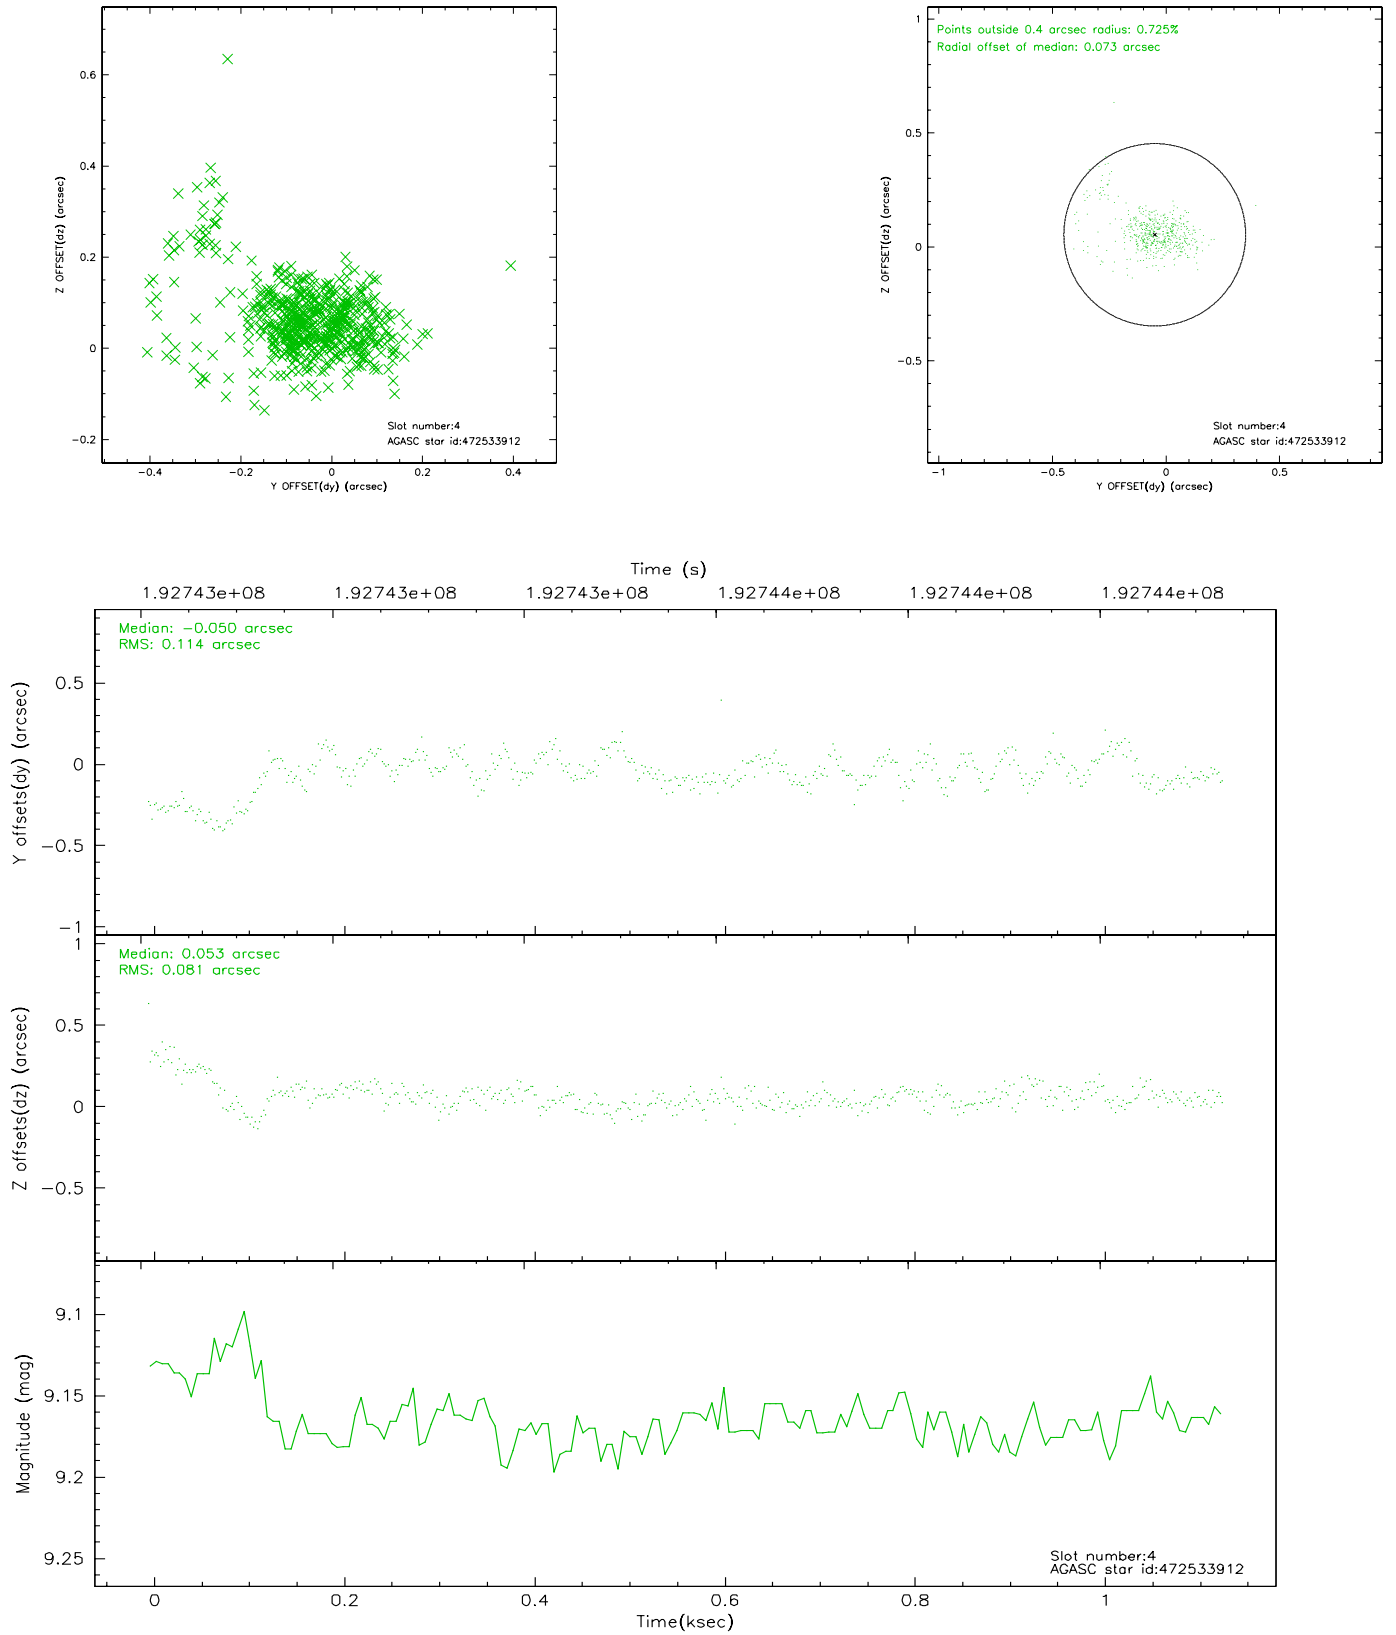 0.6
0.4
0.2
0
−0.2
Z OFFSET(dz) (arcsec)
Slot number:4
AGASC star id:472533912
−0.4
−0.2
0
0.2
0.4
Y OFFSET(dy) (arcsec)
Points outside 0.4 arcsec radius: 0.725%
Radial offset of median: 0.073 arcsec
1
0.5
0
−0.5
Z OFFSET(dz) (arcsec)
Slot number:4
AGASC star id:472533912
−1
−0.5
0
0.5
Y OFFSET(dy) (arcsec)
Time (s)
1.92743e+08 1.92743e+08 1.92743e+08 1.92744e+08 1.92744e+08 1.92744e+08
Median: −0.050 arcsec
RMS: 0.114 arcsec
0.5
0
−0.5
−1
Y offsets(dy) (arcsec)
Median: 0.053 arcsec
RMS: 0.081 arcsec
1
0.5
0
−0.5
Z offsets(dz) (arcsec)
9.1
9.15
9.2
9.25
Magnitude (mag)
Slot number:4
AGASC star id:472533912
0 0.2 0.4 0.6 0.8 1
Time(ksec)